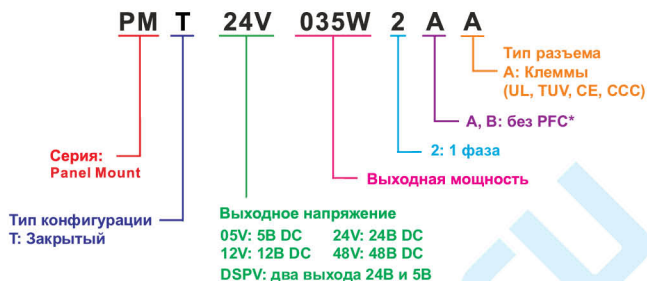 PM T 24V 035W 2 A A
Тип разъема
A: Клеммы
(UL, TUV, CE, CCC)
A, B: без PFC*
2: 1 фаза
Выходная мощность
Серия:
Panel Mount
Тип конфигурации
T: Закрытый
Выходное напряжение
05V: 5В DC 24V: 24В DC
12V: 12В DC 48V: 48В DC
DSPV: два выхода 24В и 5В